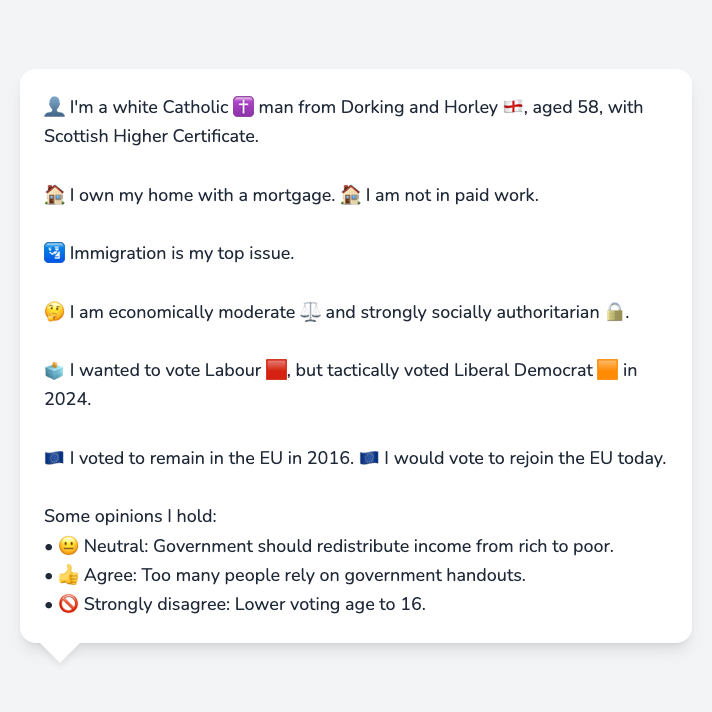 👤 I'm a white Catholic ✝️ man from Dorking and Horley 🏴󠁧󠁢󠁥󠁮󠁧󠁿, aged 58, with
Scottish Higher Certificate.
🏠 I own my home with a mortgage. 🏠 I am not in paid work.
🛂 Immigration is my top issue.
🤔 I am economically moderate ⚖️ and strongly socially authoritarian 🔒.
🗳️ I wanted to vote Labour 🟥, but tactically voted Liberal Democrat 🟧 in
2024.
🇪🇺 I voted to remain in the EU in 2016. 🇪🇺 I would vote to rejoin the EU today.
Some opinions I hold:
• 😐 Neutral: Government should redistribute income from rich to poor.
• 👍 Agree: Too many people rely on government handouts.
• 🚫 Strongly disagree: Lower voting age to 16.